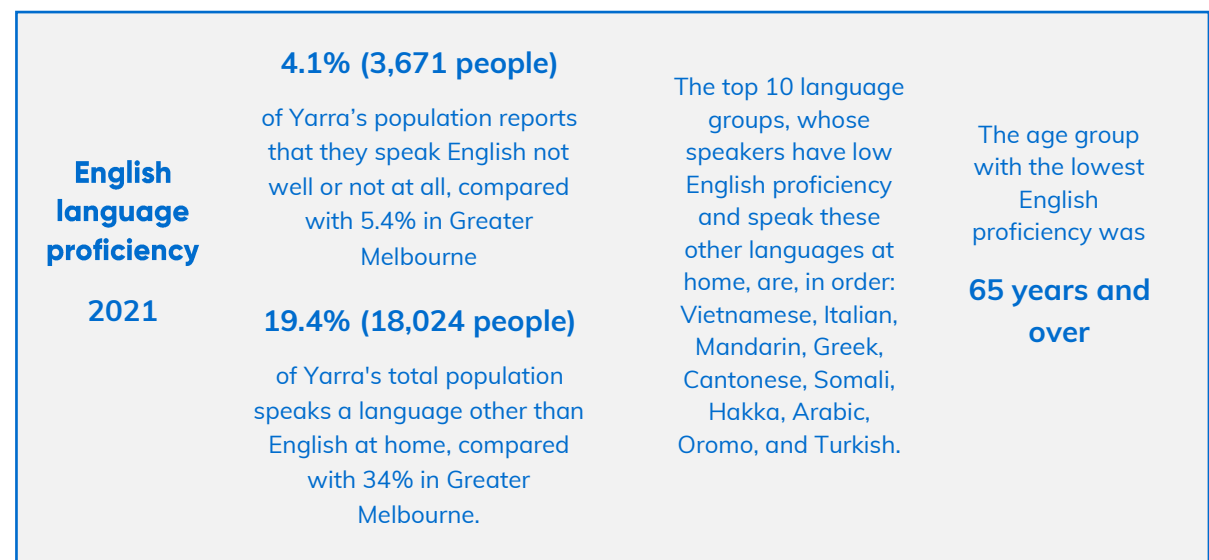 English
language
proficiency
2021
4.1% (3,671 people)
of Yarra’s population reports
that they speak English not
well or not at all, compared
with 5.4% in Greater
Melbourne
19.4% (18,024 people)
of Yarra's total population
speaks a language other than
English at home, compared
with 34% in Greater
Melbourne.
The top 10 language
groups, whose
speakers have low
English proficiency
and speak these
other languages at
home, are, in order:
Vietnamese, Italian,
Mandarin, Greek,
Cantonese, Somali,
Hakka, Arabic,
Oromo, and Turkish.
The age group
with the lowest
English
proficiency was
65 years and
over